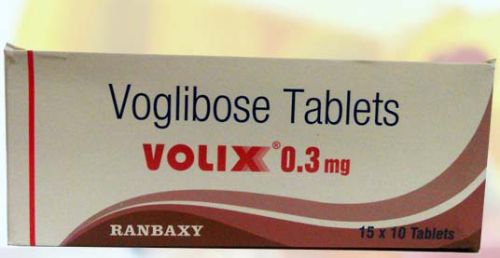 Voglibose Tablets
VOLIX® 0.3 mg
RANBAXY
15 x 10 Tablets